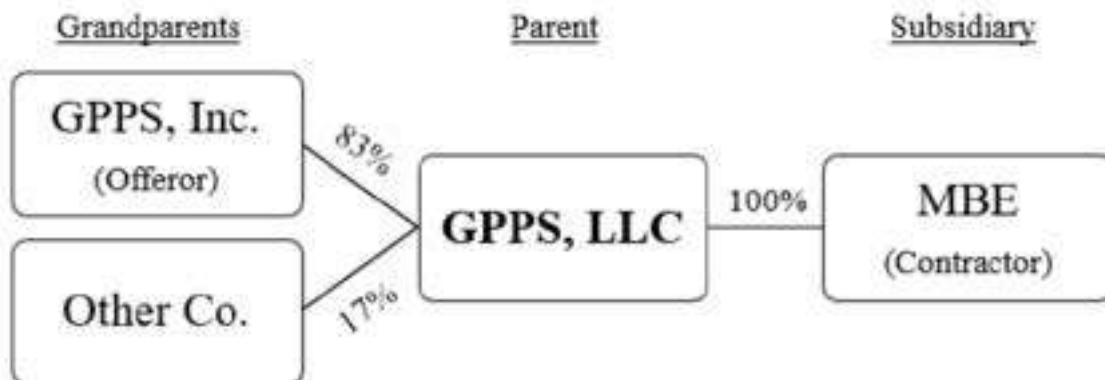 Grandparents
Parent
Subsidiary
GPPS, Inc.
(Offeror)
83%
GPPS, LLC
100%
MBE
(Contractor)
Other Co.
17%